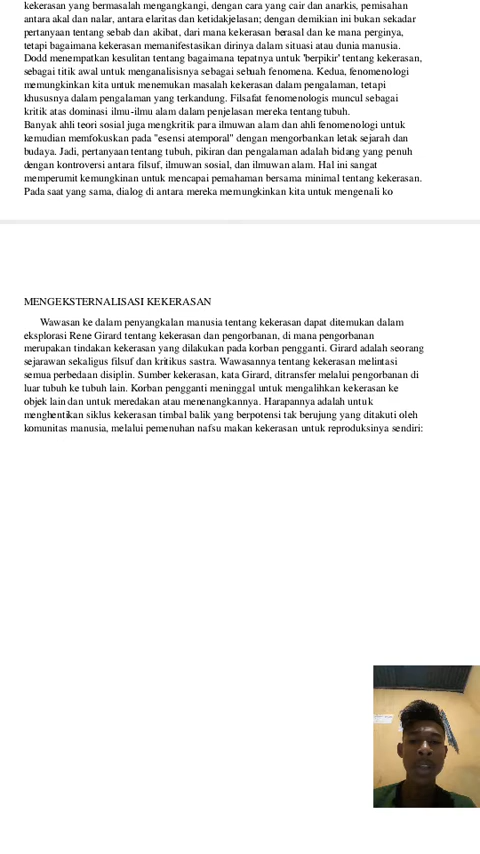 kekerasan yang bermasalah mengangkangi, dengan cara yang cair dan anarkis, pemisahan
antara akal dan nalar, antara elaritas dan ketidakjelasan; dengan demikian ini bukan sekadar
pertanyaan tentang sebab dan akibat, dari mana kekerasan berasal dan ke mana perginya,
tetapi bagaimana kekerasan memanifestasikan dirinya dalam situasi atau dunia manusia.
Dodd menempatkan kesulitan tentang bagaimana tepatnya untuk 'berpikir' tentang kekerasan,
sebagai titik awal untuk menganalisisnya sebagai sebuah fenomena. Kedua, fenomenologi
memungkinkan kita untuk menemukan masalah kekerasan dalam pengalaman, tetapi
khususnya dalam pengalaman yang terkandung. Filsafat fenomenologis muncul sebagai
kritik atas dominasi ilmu-ilmu alam dalam penjelasan mereka tentang tubuh.
Banyak ahli teori sosial juga mengkritik para ilmuwan alam dan ahli fenomenologi untuk
kemudian memfokuskan pada "esensi atemporal" dengan mengorbankan letak sejarah dan
budaya. Jadi, pertanyaan tentang tubuh, pikiran dan pengalaman adalah bidang yang penuh
dengan kontroversi antara filsuf, ilmuwan sosial, dan ilmuwan alam. Hal ini sangat
memperumit kemungkinan untuk mencapai pemahaman bersama minimal tentang kekerasan.
Pada saat yang sama, dialog di antara mereka memungkinkan kita untuk mengenali ko
MENGEKSTERNALISASI KEKERASAN
Wawasan ke dalam penyangkalan manusia tentang kekerasan dapat ditemukan dalam
eksplorasi Rene Girard tentang kekerasan dan pengorbanan, di mana pengorbanan
merupakan tindakan kekerasan yang dilakukan pada korban pengganti. Girard adalah seorang
sejarawan sekaligus filsuf dan kritikus sastra. Wawasannya tentang kekerasan melintasi
semua perbedaan disiplin. Sumber kekerasan, kata Girard, ditransfer melalui pengorbanan di
luar tubuh ke tubuh lain. Korban pengganti meninggal untuk mengalihkan kekerasan ke
objek lain dan untuk meredakan atau menenangkannya. Harapannya adalah untuk
menghentikan siklus kekerasan timbal balik yang berpotensi tak berujung yang ditakuti oleh
komunitas manusia, melalui pemenuhan nafsu makan kekerasan untuk reproduksinya sendiri: